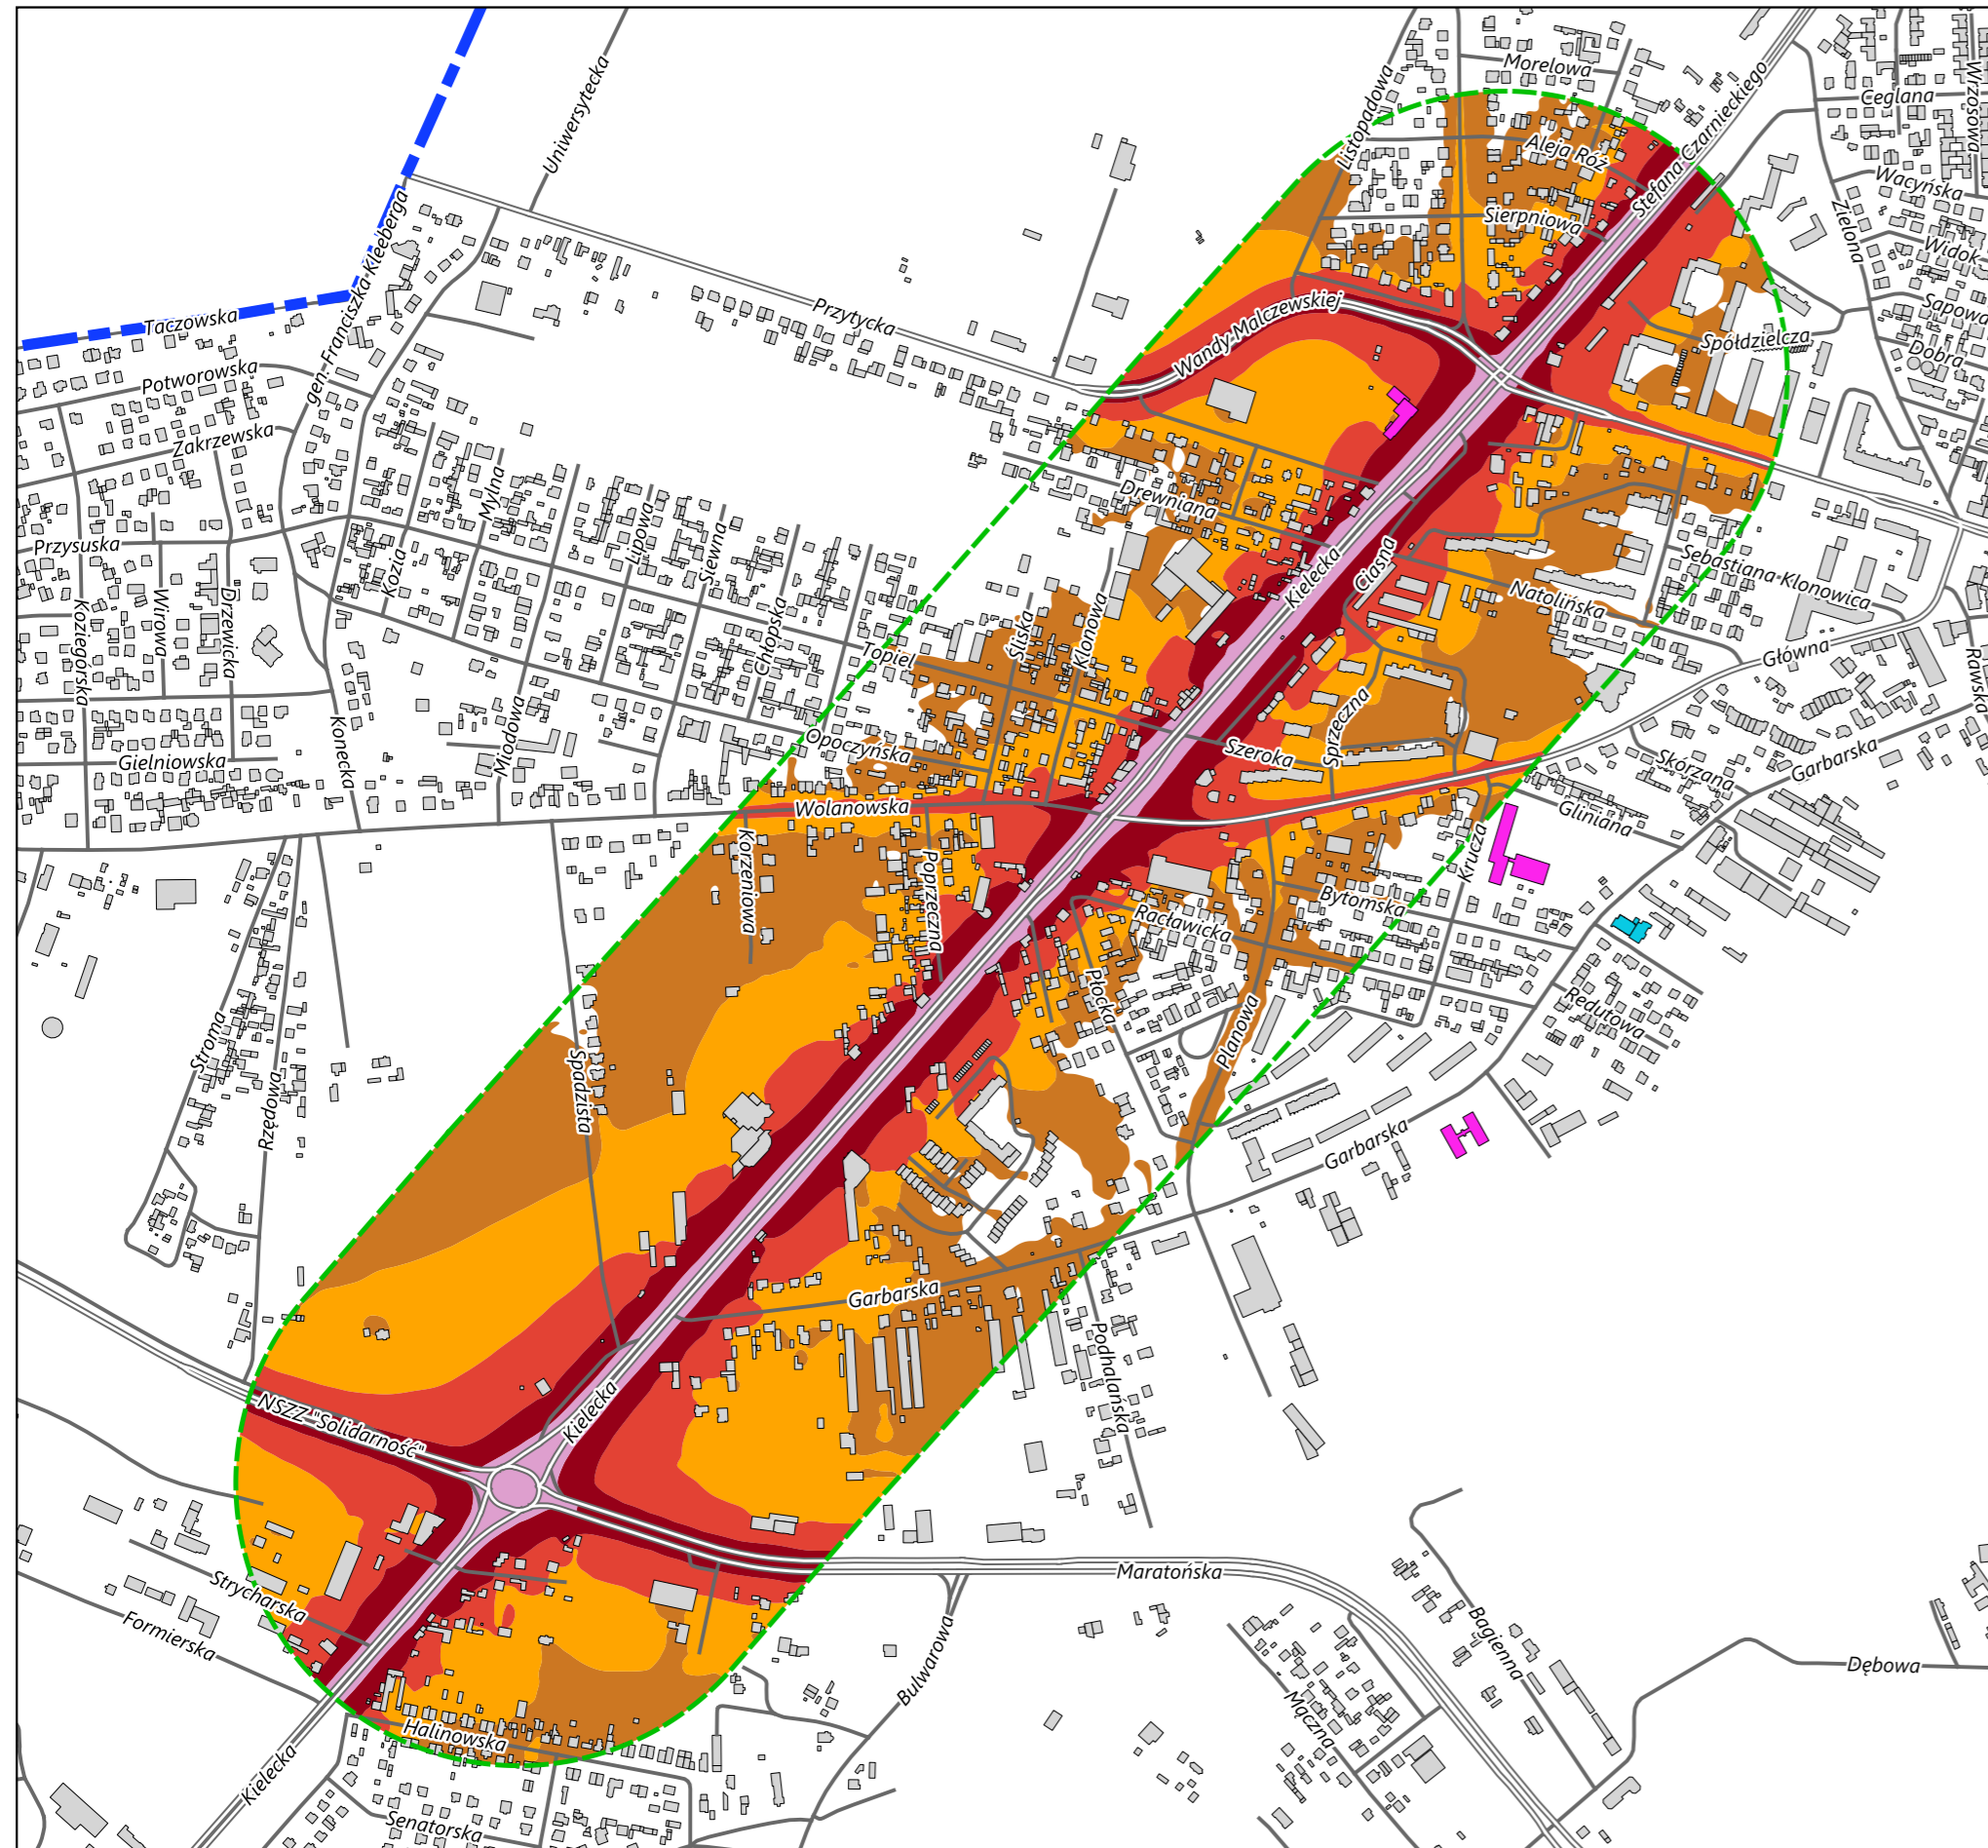 Morelowa
Ceglana
Wrzosowa
Uniwersytecka
Listopadowa
Stefana Czarnieckiego
Aleja Róż
Wacyńska
Sierpniowa
Zielona
Widok
gen. Franciszka Kleeberga
Taczowska
Przytycka
Wandy Malczewskiej
Sapowa
Spółdzielcza
Dobra
Potworowska
Zakrzewska
Mylna
Drewniana
Lipowa
Siewna
Przysuska
Kozia
Kielecka
Ciasna
Sebastiana Klonowica
Natolińska
Koziegórska
Wirowa
Drzewicka
Chłopska
Topiel
Śliska
Klonowa
Główna
Rawska
Konecka
Miodowa
Opoczyńska
Szeroka
Sprzeczna
Gielniowska
Skórzana
Garbarska
Wolanowska
Gliniana
Korzeniowa
Poprzeczna
Krucza
Bytomska
Racławicka
Płocka
Redutowa
Stroma
Rzędowa
Spadzista
Planowa
Garbarska
Garbarska
Podhalańska
NSZZ "Solidarność"
Kielecka
Maratońska
Strycharska
Formierska
Bulwarowa
Bagienna
Dębowa
Mączna
Halinowska
Kielecka
Senatorska